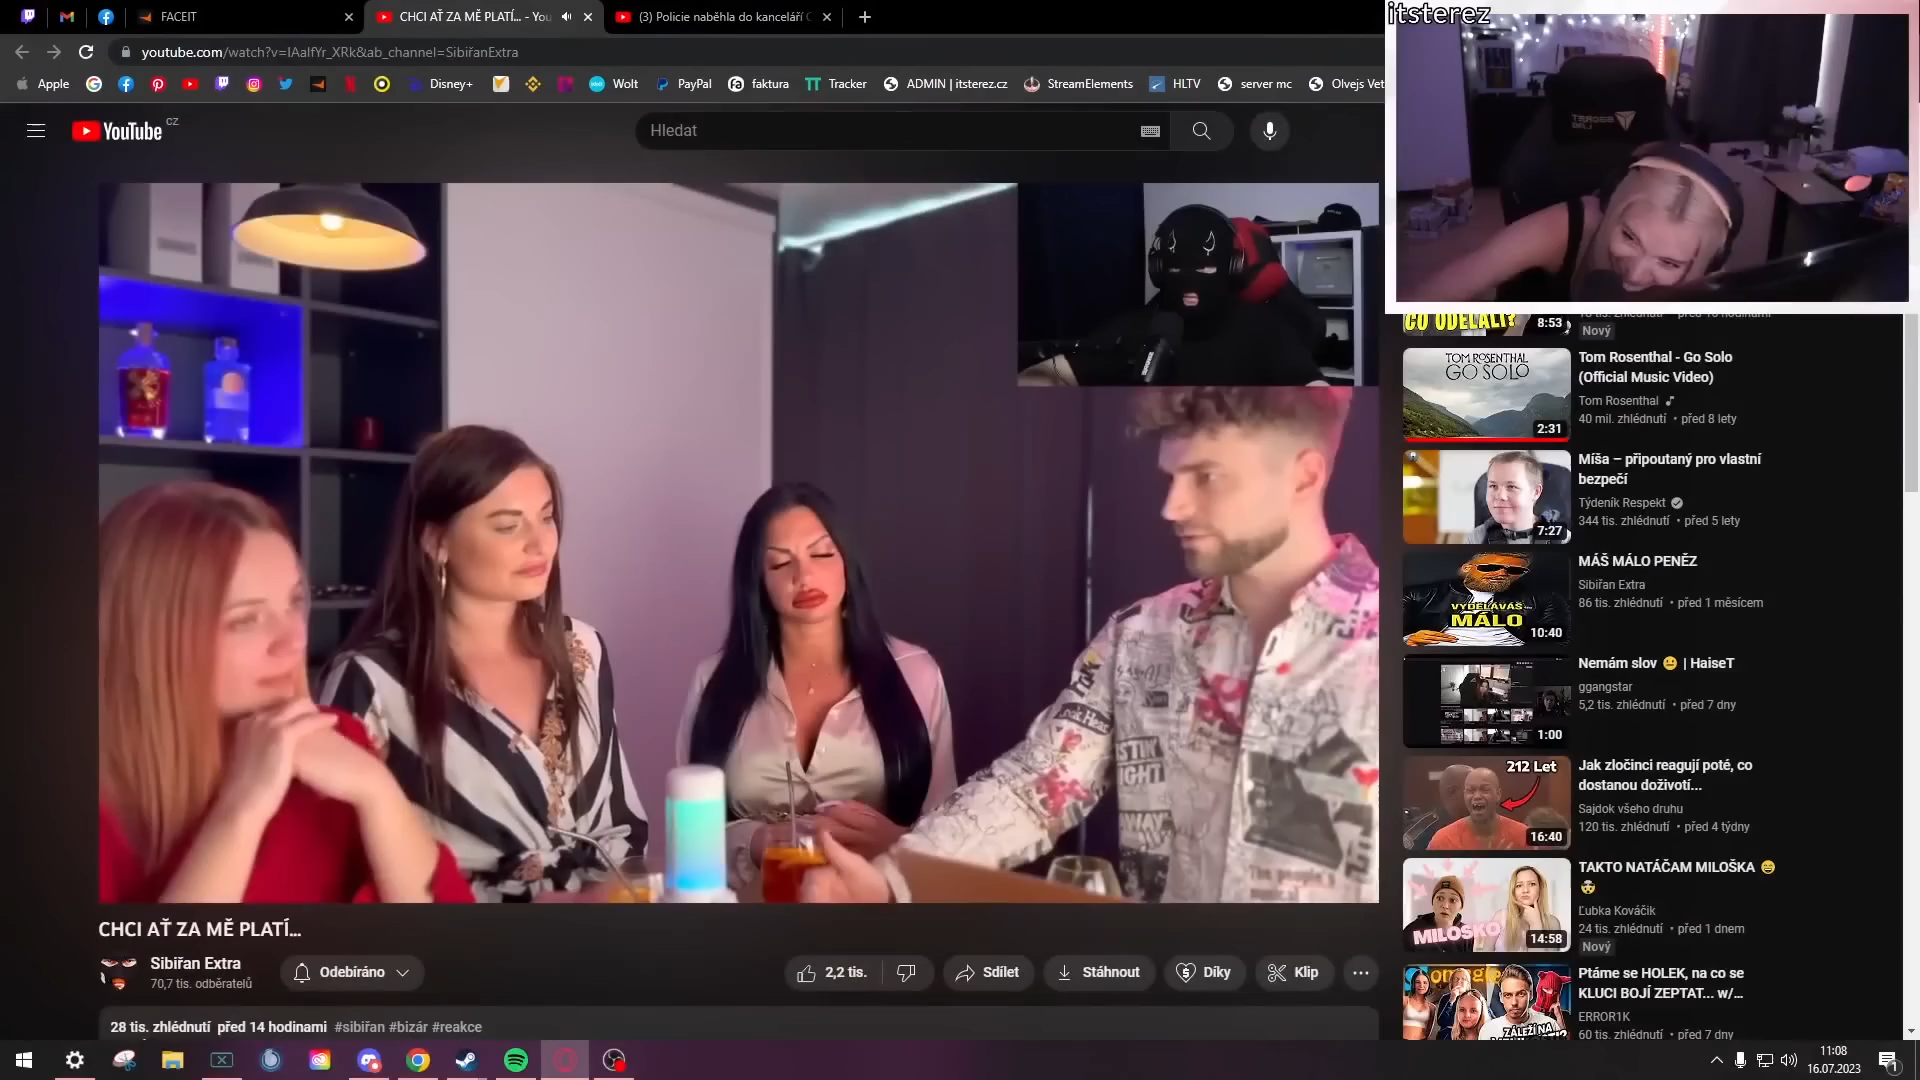 FACEIT
CHCI AŤ ZA MĚ PLATÍ... - You
(3) Policie naběhla do kanceláří
itsterez
youtube.com/watch?v=IAalfYr_XRk&ab_channel=SibiřanExtra
Apple
Disney+
Wolt
PayPal
faktura
Tracker
ADMIN | itsterez.cz
StreamElements
HLTV
server mc
Olvejs Vet
YouTube CZ
Hledat
CO UDĚLALI?
8:53
Nový
TOM ROSENTHAL
GO SOLO
2:31
Tom Rosenthal - Go Solo
(Official Music Video)
Tom Rosenthal
40 mil. zhlédnutí • před 8 lety
7:27
Míša – připoutaný pro vlastní
bezpečí
Týdeník Respekt
344 tis. zhlédnutí • před 5 lety
VYDĚLÁVÁŠ
MÁLO
10:40
MÁŠ MÁLO PENĚZ
Sibiřan Extra
86 tis. zhlédnutí • před 1 měsícem
1:00
Nemám slov 😐 | HaiseT
ggangstar
5,2 tis. zhlédnutí • před 7 dny
212 Let
16:40
Jak zločinci reagují poté, co
dostanou doživotí...
Sajdok všeho druhu
120 tis. zhlédnutí • před 4 týdny
MILOŠKO
14:58
TAKTO NATÁČAM MILOŠKA 😄
🤯
Ľubka Kováčik
24 tis. zhlédnutí • před 1 dnem
Nový
Ptáme se HOLEK, na co se
KLUCI BOJÍ ZEPTAT... w/...
ERROR1K
60 tis. zhlédnutí • před 7 dny
ZÁLEŽÍ NA
CHCI AŤ ZA MĚ PLATÍ...
Sibiřan Extra
70,7 tis. odběratelů
Odebíráno
2,2 tis.
Sdílet
Stáhnout
Díky
Klip
28 tis. zhlédnutí před 14 hodinami #sibiřan #bizár #reakce
11:08
16.07.2023
1